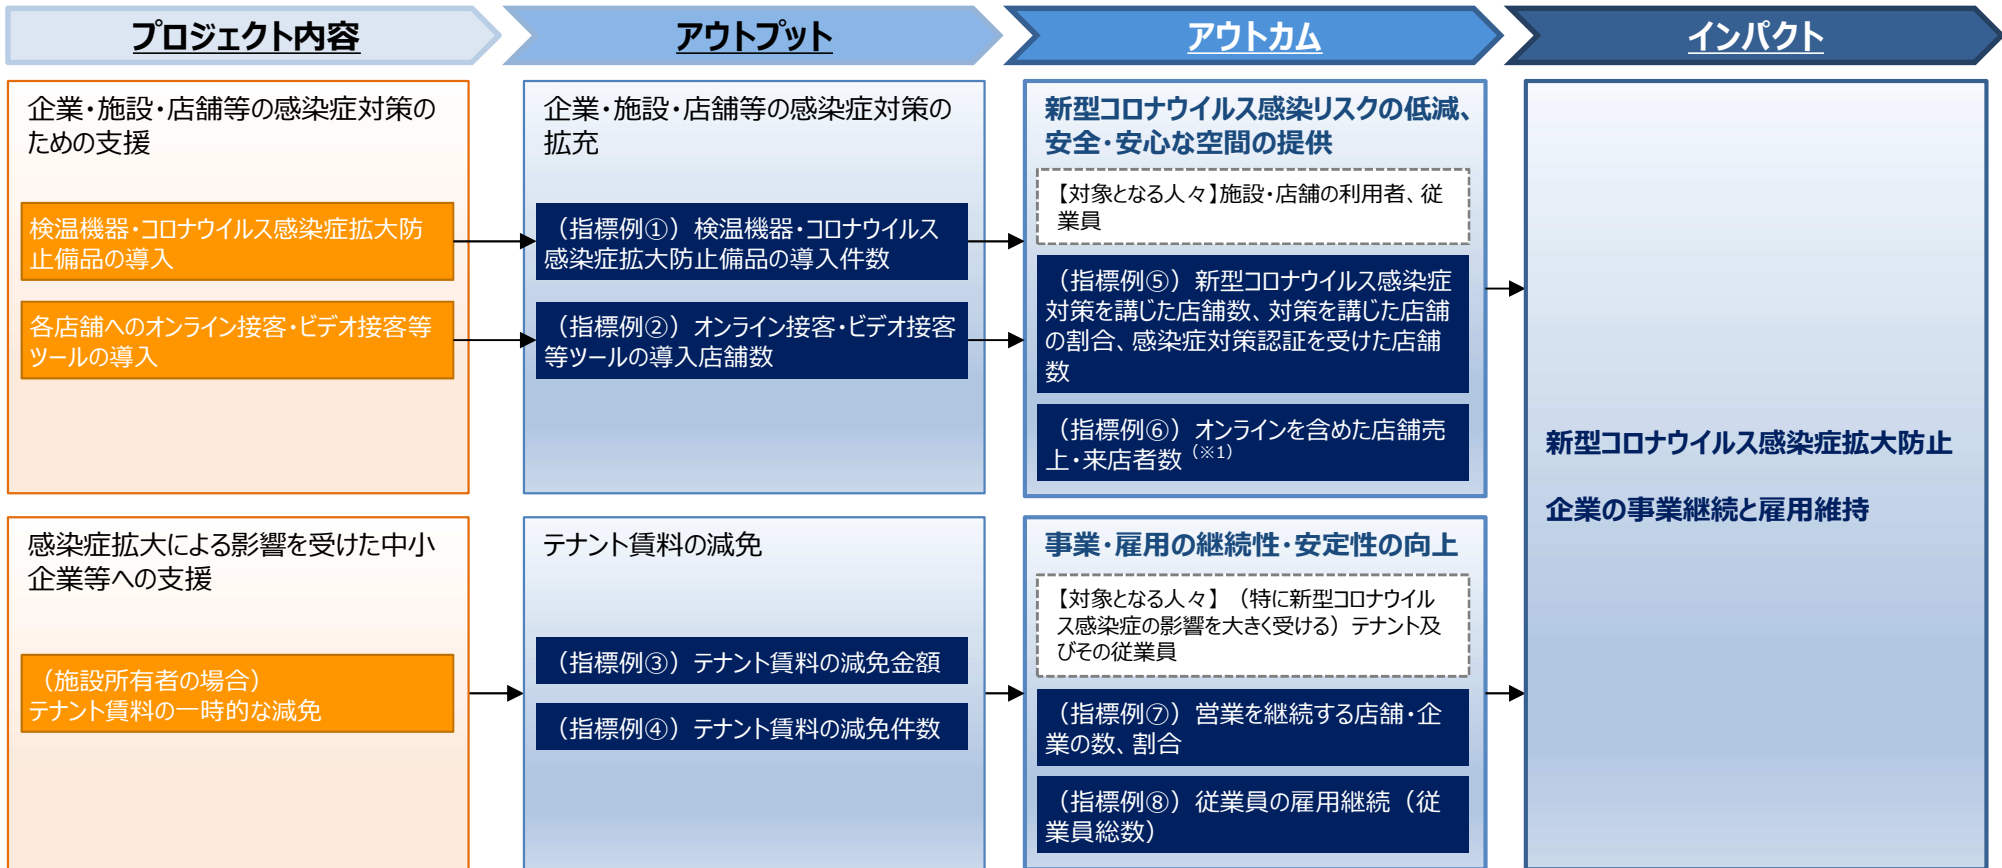 プロジェクト内容
アウトプット
アウトカム
インパクト
企業・施設・店舗等の感染症対策の
ための支援
検温機器・コロナウイルス感染症拡大防
止備品の導入
各店舗へのオンライン接客・ビデオ接客等
ツールの導入
企業・施設・店舗等の感染症対策の
拡充
（指標例①）検温機器・コロナウイルス
感染症拡大防止備品の導入件数
（指標例②）オンライン接客・ビデオ接客
等ツールの導入店舗数
新型コロナウイルス感染リスクの低減、
安全・安心な空間の提供
【対象となる人々】施設・店舗の利用者、従
業員
（指標例⑤）新型コロナウイルス感染症
対策を講じた店舗数、対策を講じた店舗
の割合、感染症対策認証を受けた店舗
数
（指標例⑥）オンラインを含めた店舗売
上・来店者数（※1）
感染症拡大による影響を受けた中小
企業等への支援
（施設所有者の場合）
テナント賃料の一時的な減免
テナント賃料の減免
（指標例③）テナント賃料の減免金額
（指標例④）テナント賃料の減免件数
事業・雇用の継続性・安定性の向上
【対象となる人々】（特に新型コロナウイル
ス感染症の影響を大きく受ける）テナント及
びその従業員
（指標例⑦）営業を継続する店舗・企
業の数、割合
（指標例⑧）従業員の雇用継続（従
業員総数）
新型コロナウイルス感染症拡大防止
企業の事業継続と雇用維持